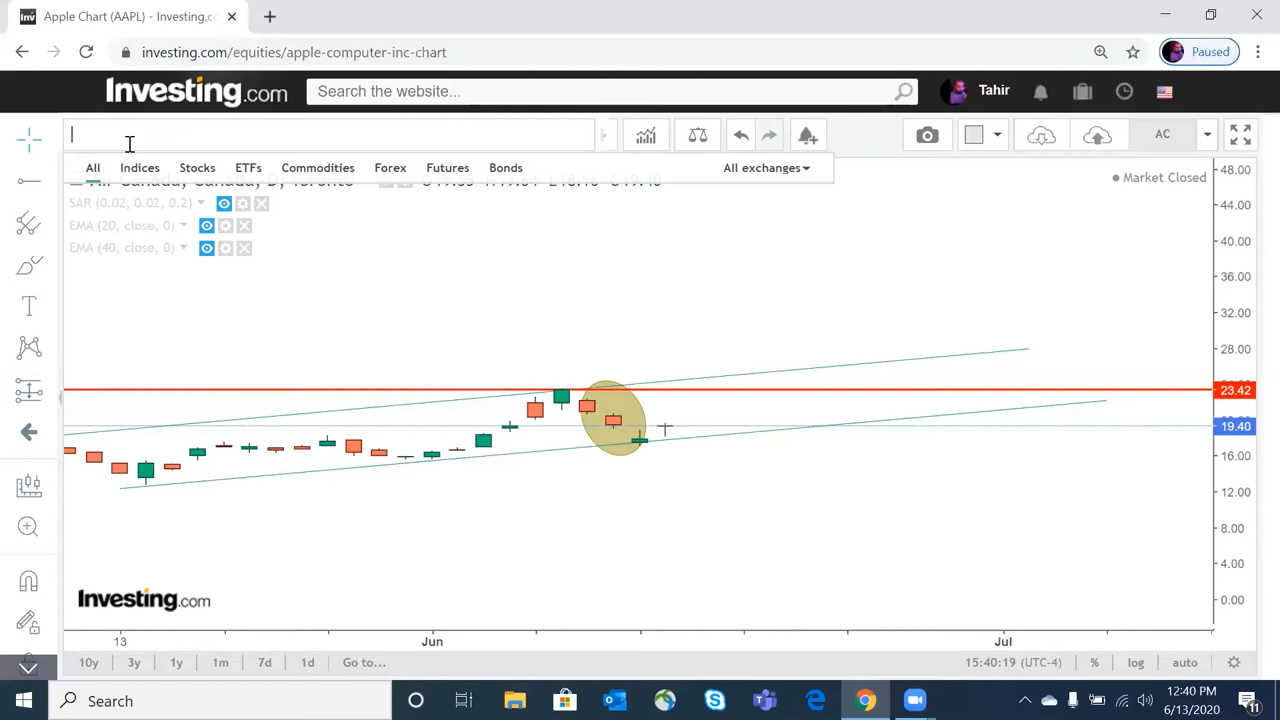 Apple Chart (AAPL) - Investing.co
investing.com/equities/apple-computer-inc-chart
Paused
Investing.com
Search the website...
Tahir
AC
All Indices Stocks ETFs Commodities Forex Futures Bonds All exchanges
Air Canada, Canada, D, Toronto
Market Closed
SAR (0.02, 0.02, 0.2)
EMA (20, close, 0)
EMA (40, close, 0)
48.00
44.00
40.00
36.00
32.00
28.00
23.42
19.40
16.00
12.00
8.00
4.00
0.00
Investing.com
13 Jun Jul
10y 3y 1y 1m 7d 1d Go to... 15:40:19 (UTC-4) % log auto
Search
12:40 PM
6/13/2020
11